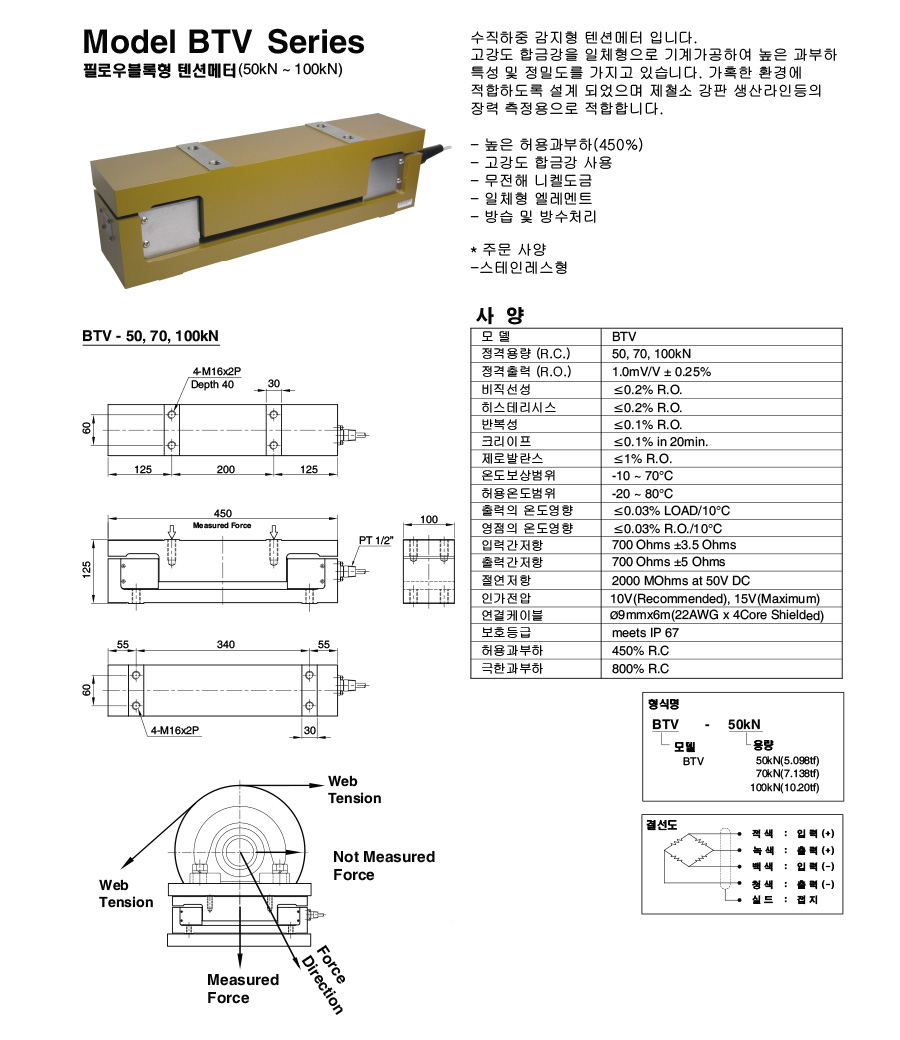 Model BTV Series
필로우블록형 텐션메터(50kN ~ 100kN)
수직하중 감지형 텐션메터 입니다.
고강도 합금강을 일체형으로 기계가공하여 높은 과부하
특성 및 정밀도를 가지고 있습니다. 가혹한 환경에
적합하도록 설계 되었으며 제철소 강판 생산라인등의
장력 측정용으로 적합합니다.
- 높은 허용과부하(450%)
- 고강도 합금강 사용
- 무전해 니켈도금
- 일체형 엘레멘트
- 방습 및 방수처리
* 주문 사양
-스테인레스형
BTV - 50, 70, 100kN
4-M16x2P
Depth 40
30
60
125
200
125
450
Measured Force
100
PT 1/2"
125
55
340
55
60
4-M16x2P
30
Web
Tension
Not Measured
Force
Web
Tension
Measured
Force
Force
Direction
사 양
모 델 BTV
정격용량 (R.C.) 50, 70, 100kN
정격출력 (R.O.) 1.0mV/V ± 0.25%
비직선성 ≤0.2% R.O.
히스테리시스 ≤0.2% R.O.
반복성 ≤0.1% R.O.
크리이프 ≤0.1% in 20min.
제로발란스 ≤1% R.O.
온도보상범위 -10 ~ 70°C
허용온도범위 -20 ~ 80°C
출력의 온도영향 ≤0.03% LOAD/10°C
영점의 온도영향 ≤0.03% R.O./10°C
입력간저항 700 Ohms ±3.5 Ohms
출력간저항 700 Ohms ±5 Ohms
절연저항 2000 MOhms at 50V DC
인가전압 10V(Recommended), 15V(Maximum)
연결케이블 Ø9mmx6m(22AWG x 4Core Shielded)
보호등급 meets IP 67
허용과부하 450% R.C
극한과부하 800% R.C
형식명
BTV - 50kN
모델 용량
BTV 50kN(5.098tf)
70kN(7.138tf)
100kN(10.20tf)
결선도
적색 : 입력(+)
녹색 : 출력(+)
백색 : 입력(-)
청색 : 출력(-)
실드 : 접지